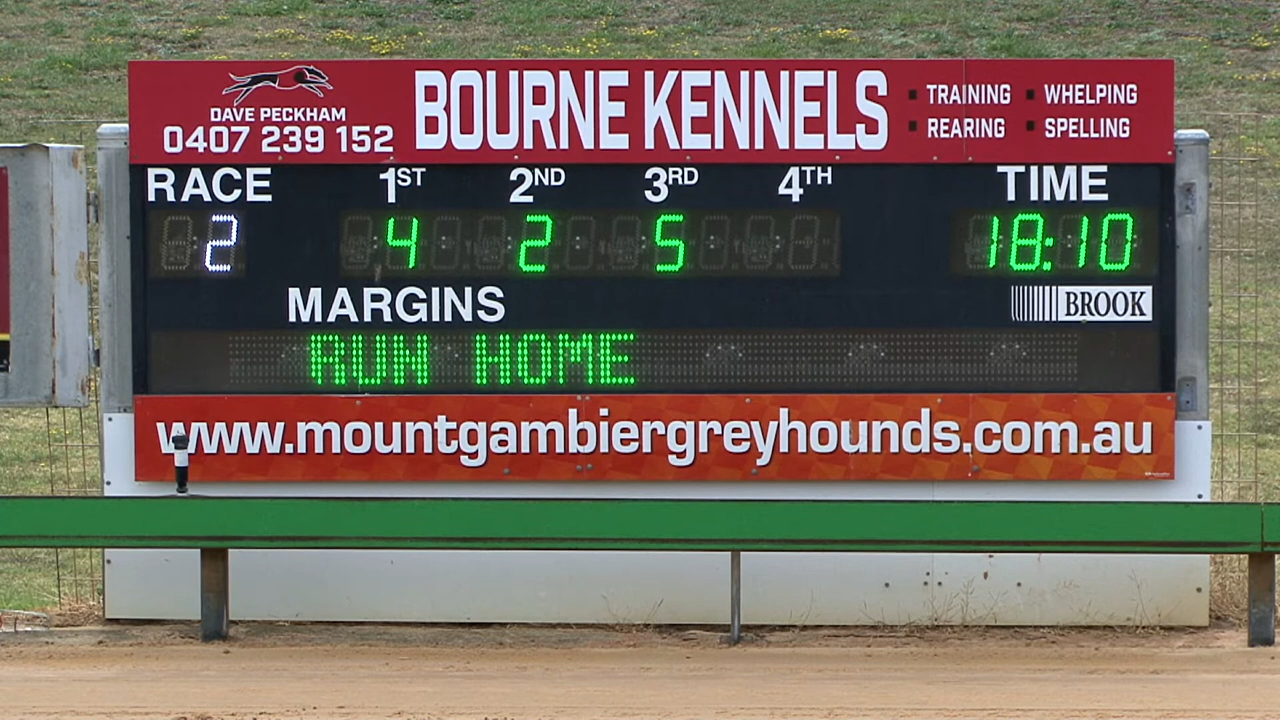 DAVE PECKHAM
0407 239 152
BOURNE KENNELS
TRAINING WHELPING
REARING SPELLING
RACE 1ST 2ND 3RD 4TH TIME
2 4 2 5 18:10
MARGINS
BROOK
RUN HOME
www.mountgambiergreyhounds.com.au